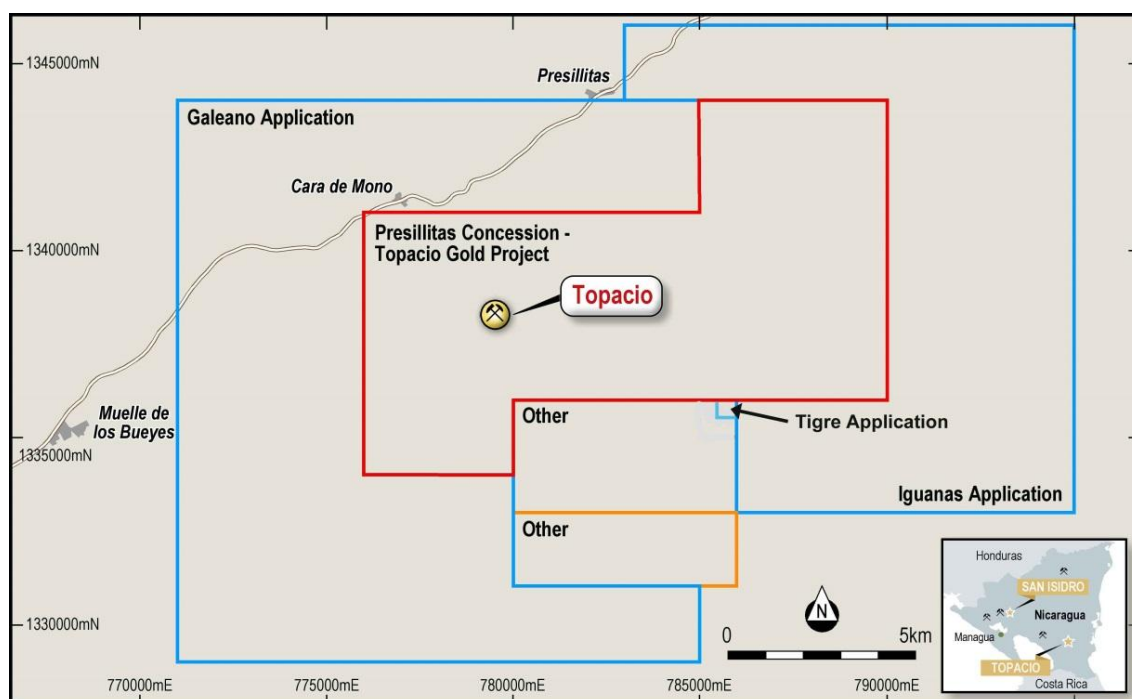 1345000mN
Presillitas
Galeano Application
Cara de Mono
Presillitas Concession -
Topacio Gold Project
1340000mN
Topacio
Other
Tigre Application
Muelle de
los Bueyes
1335000mN
Iguanas Application
Other
N
0
5km
1330000mN
Honduras
SAN ISIDRO
Nicaragua
Managua
TOPACIO
Costa Rica
770000mE
775000mE
780000mE
785000mE
790000mE